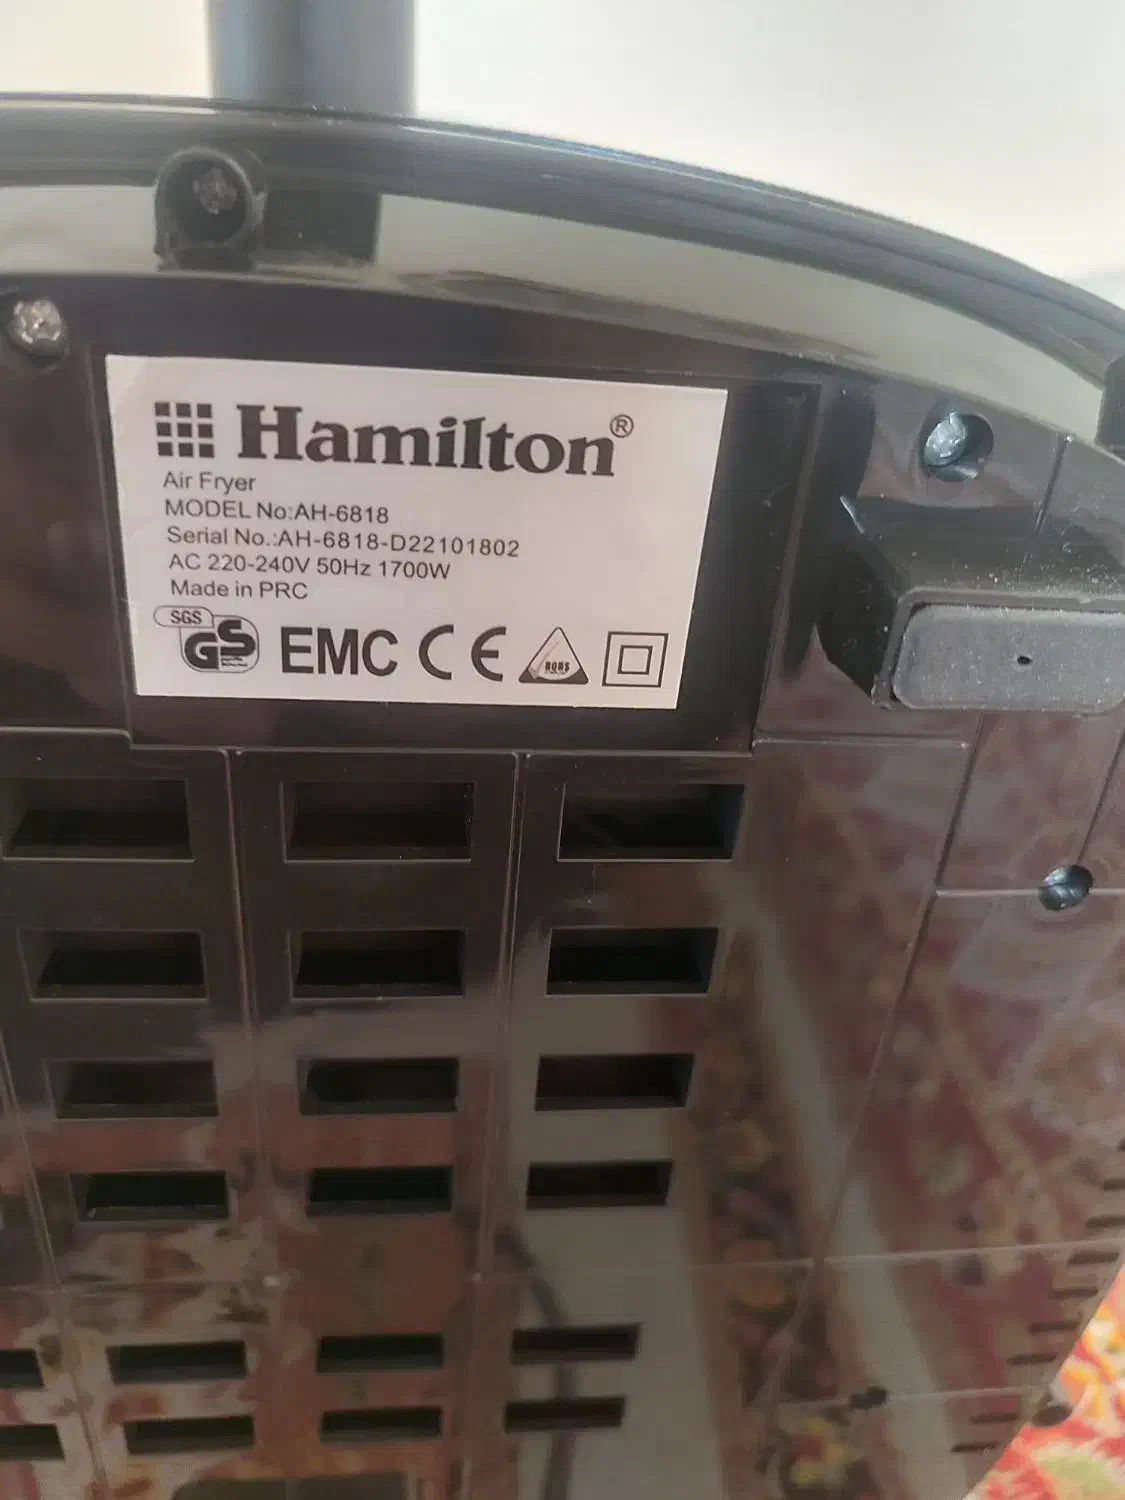 Hamilton®
Air Fryer
MODEL No:AH-6818
Serial No.:AH-6818-D22101802
AC 220-240V 50Hz 1700W
Made in PRC
SGS
GS EMC CE ROHS